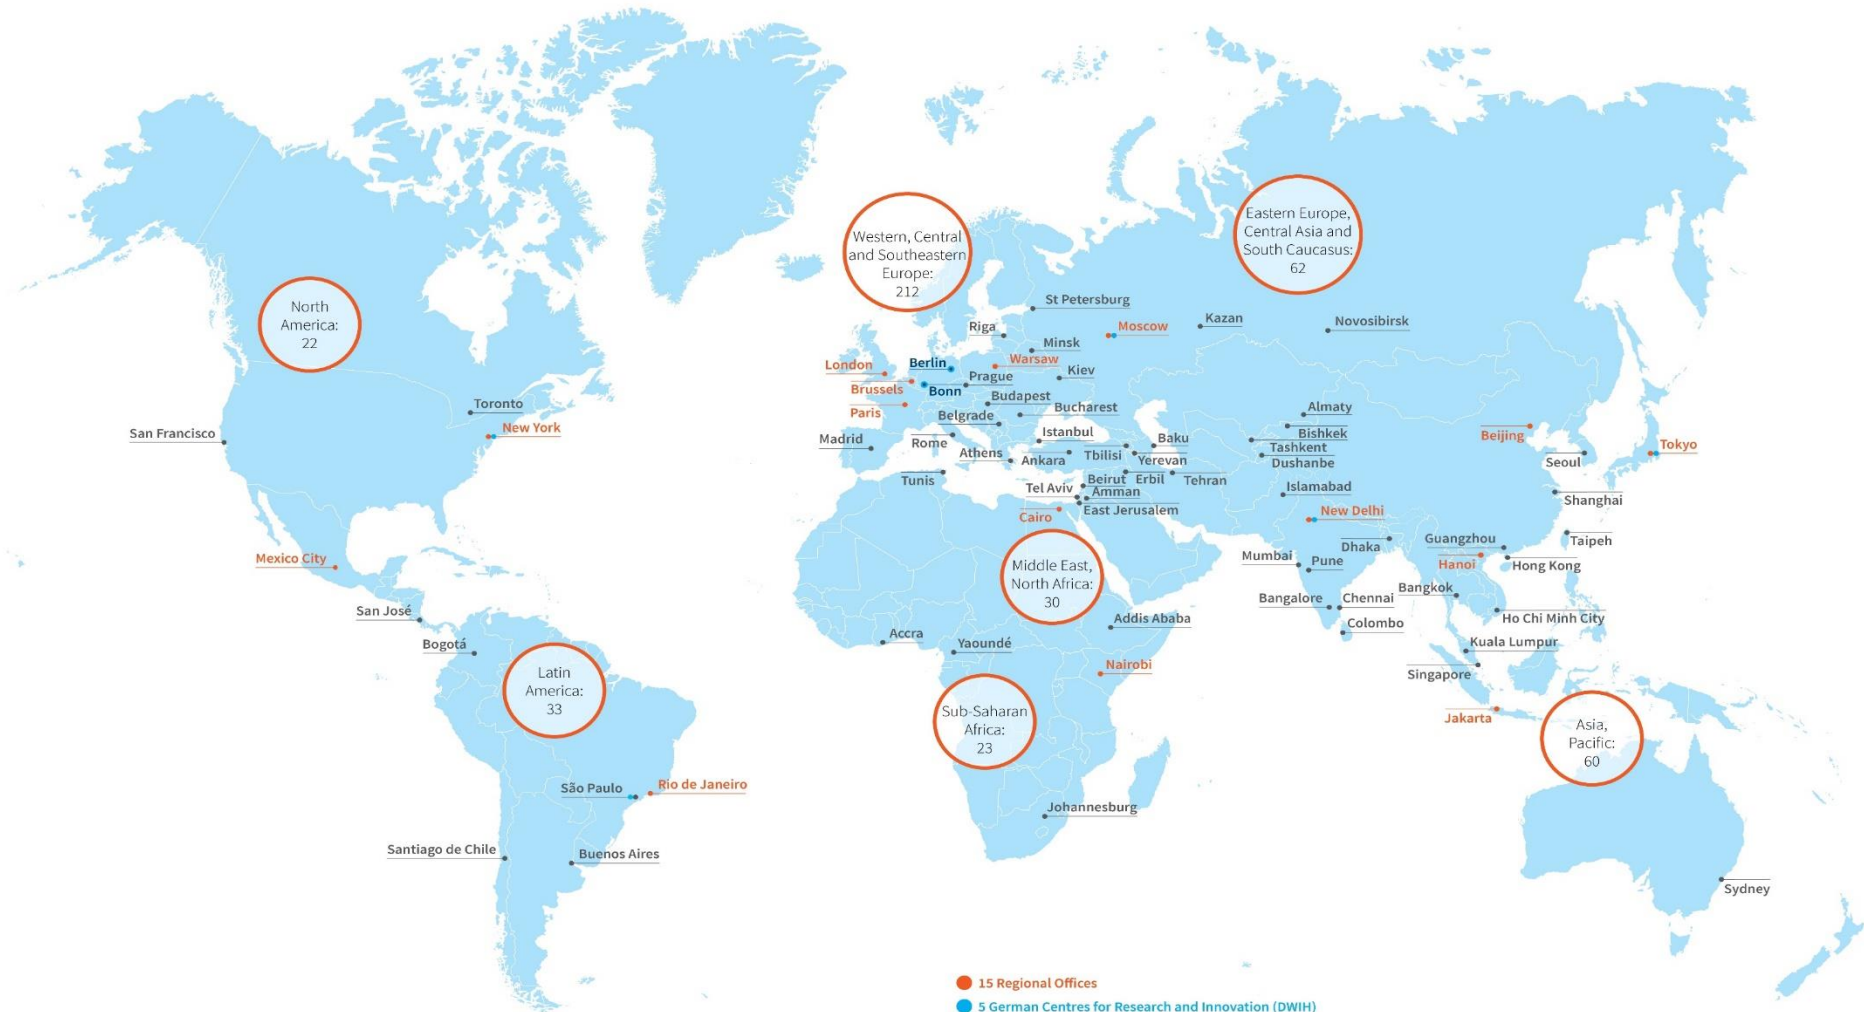 Eastern Europe,
Central Asia and
South Caucasus:
62
Western, Central
and Southeastern
Europe:
212
North
America:
22
St Petersburg
Riga
Moscow
Kazan
Novosibirsk
Minsk
London
Berlin
Warsaw
Brussels
Bonn
Prague
Kiev
Paris
Budapest
Belgrade
Bucharest
Toronto
San Francisco
New York
Madrid
Rome
Istanbul
Athens
Ankara
Tbilisi
Baku
Yerevan
Almaty
Bishkek
Tashkent
Dushanbe
Beijing
Seoul
Tokyo
Tunis
Tel Aviv
Beirut
Erbil
Tehran
Amman
East Jerusalem
Cairo
Islamabad
New Delhi
Shanghai
Taipeh
Mexico City
Middle East,
North Africa:
30
Mumbai
Pune
Dhaka
Guangzhou
Hanoi
Hong Kong
San José
Bangalore
Chennai
Bangkok
Ho Chi Minh City
Colombo
Kuala Lumpur
Singapore
Bogotá
Accra
Yaoundé
Addis Ababa
Nairobi
Latin
America:
33
Sub-Saharan
Africa:
23
Jakarta
Asia,
Pacific:
60
São Paulo
Rio de Janeiro
Johannesburg
Santiago de Chile
Buenos Aires
Sydney
15 Regional Offices
5 German Centres for Research and Innovation (DWIH)